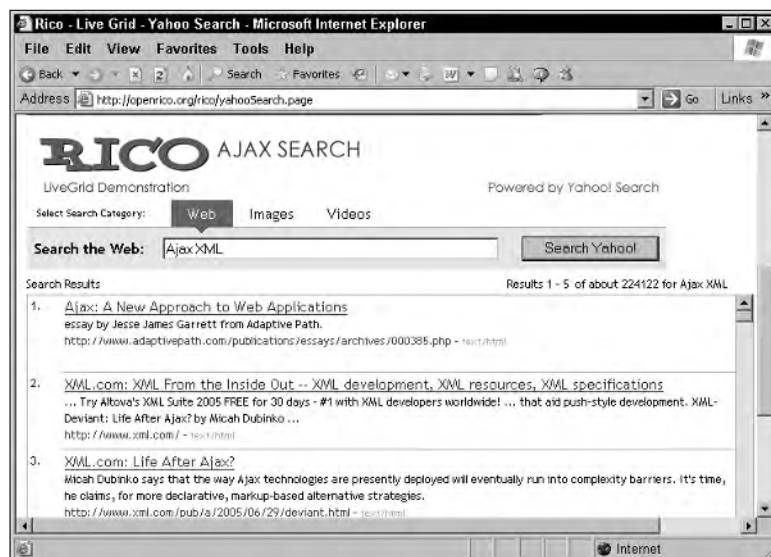 Rico - Live Grid - Yahoo Search - Microsoft Internet Explorer
File Edit View Favorites Tools Help
Back Search Favorites
Address http://openrico.org/rico/yahooSearch.page Go Links »
RICO AJAX SEARCH
LiveGrid Demonstration Powered by Yahoo! Search
Select Search Category: Web Images Videos
Search the Web: Ajax XML Search Yahoo!
Search Results Results 1 - 5 of about 224122 for Ajax XML
1. Ajax: A New Approach to Web Applications
essay by Jesse James Garrett from Adaptive Path.
http://www.adaptivepath.com/publications/essays/archives/000385.php - text/html
2. XML.com: XML From the Inside Out -- XML development, XML resources, XML specifications
... Try Altova's XML Suite 2005 FREE for 30 days - #1 with XML developers worldwide! ... that aid push-style development. XML-
Deviant: Life After Ajax? by Micah Dubinko ...
http://www.xml.com/ - text/html
3. XML.com: Life After Ajax?
Micah Dubinko says that the way Ajax technologies are presently deployed will eventually run into complexity barriers. It's time,
he claims, for more declarative, markup-based alternative strategies.
http://www.xml.com/pub/a/2005/06/29/deviant.html - text/html
Internet